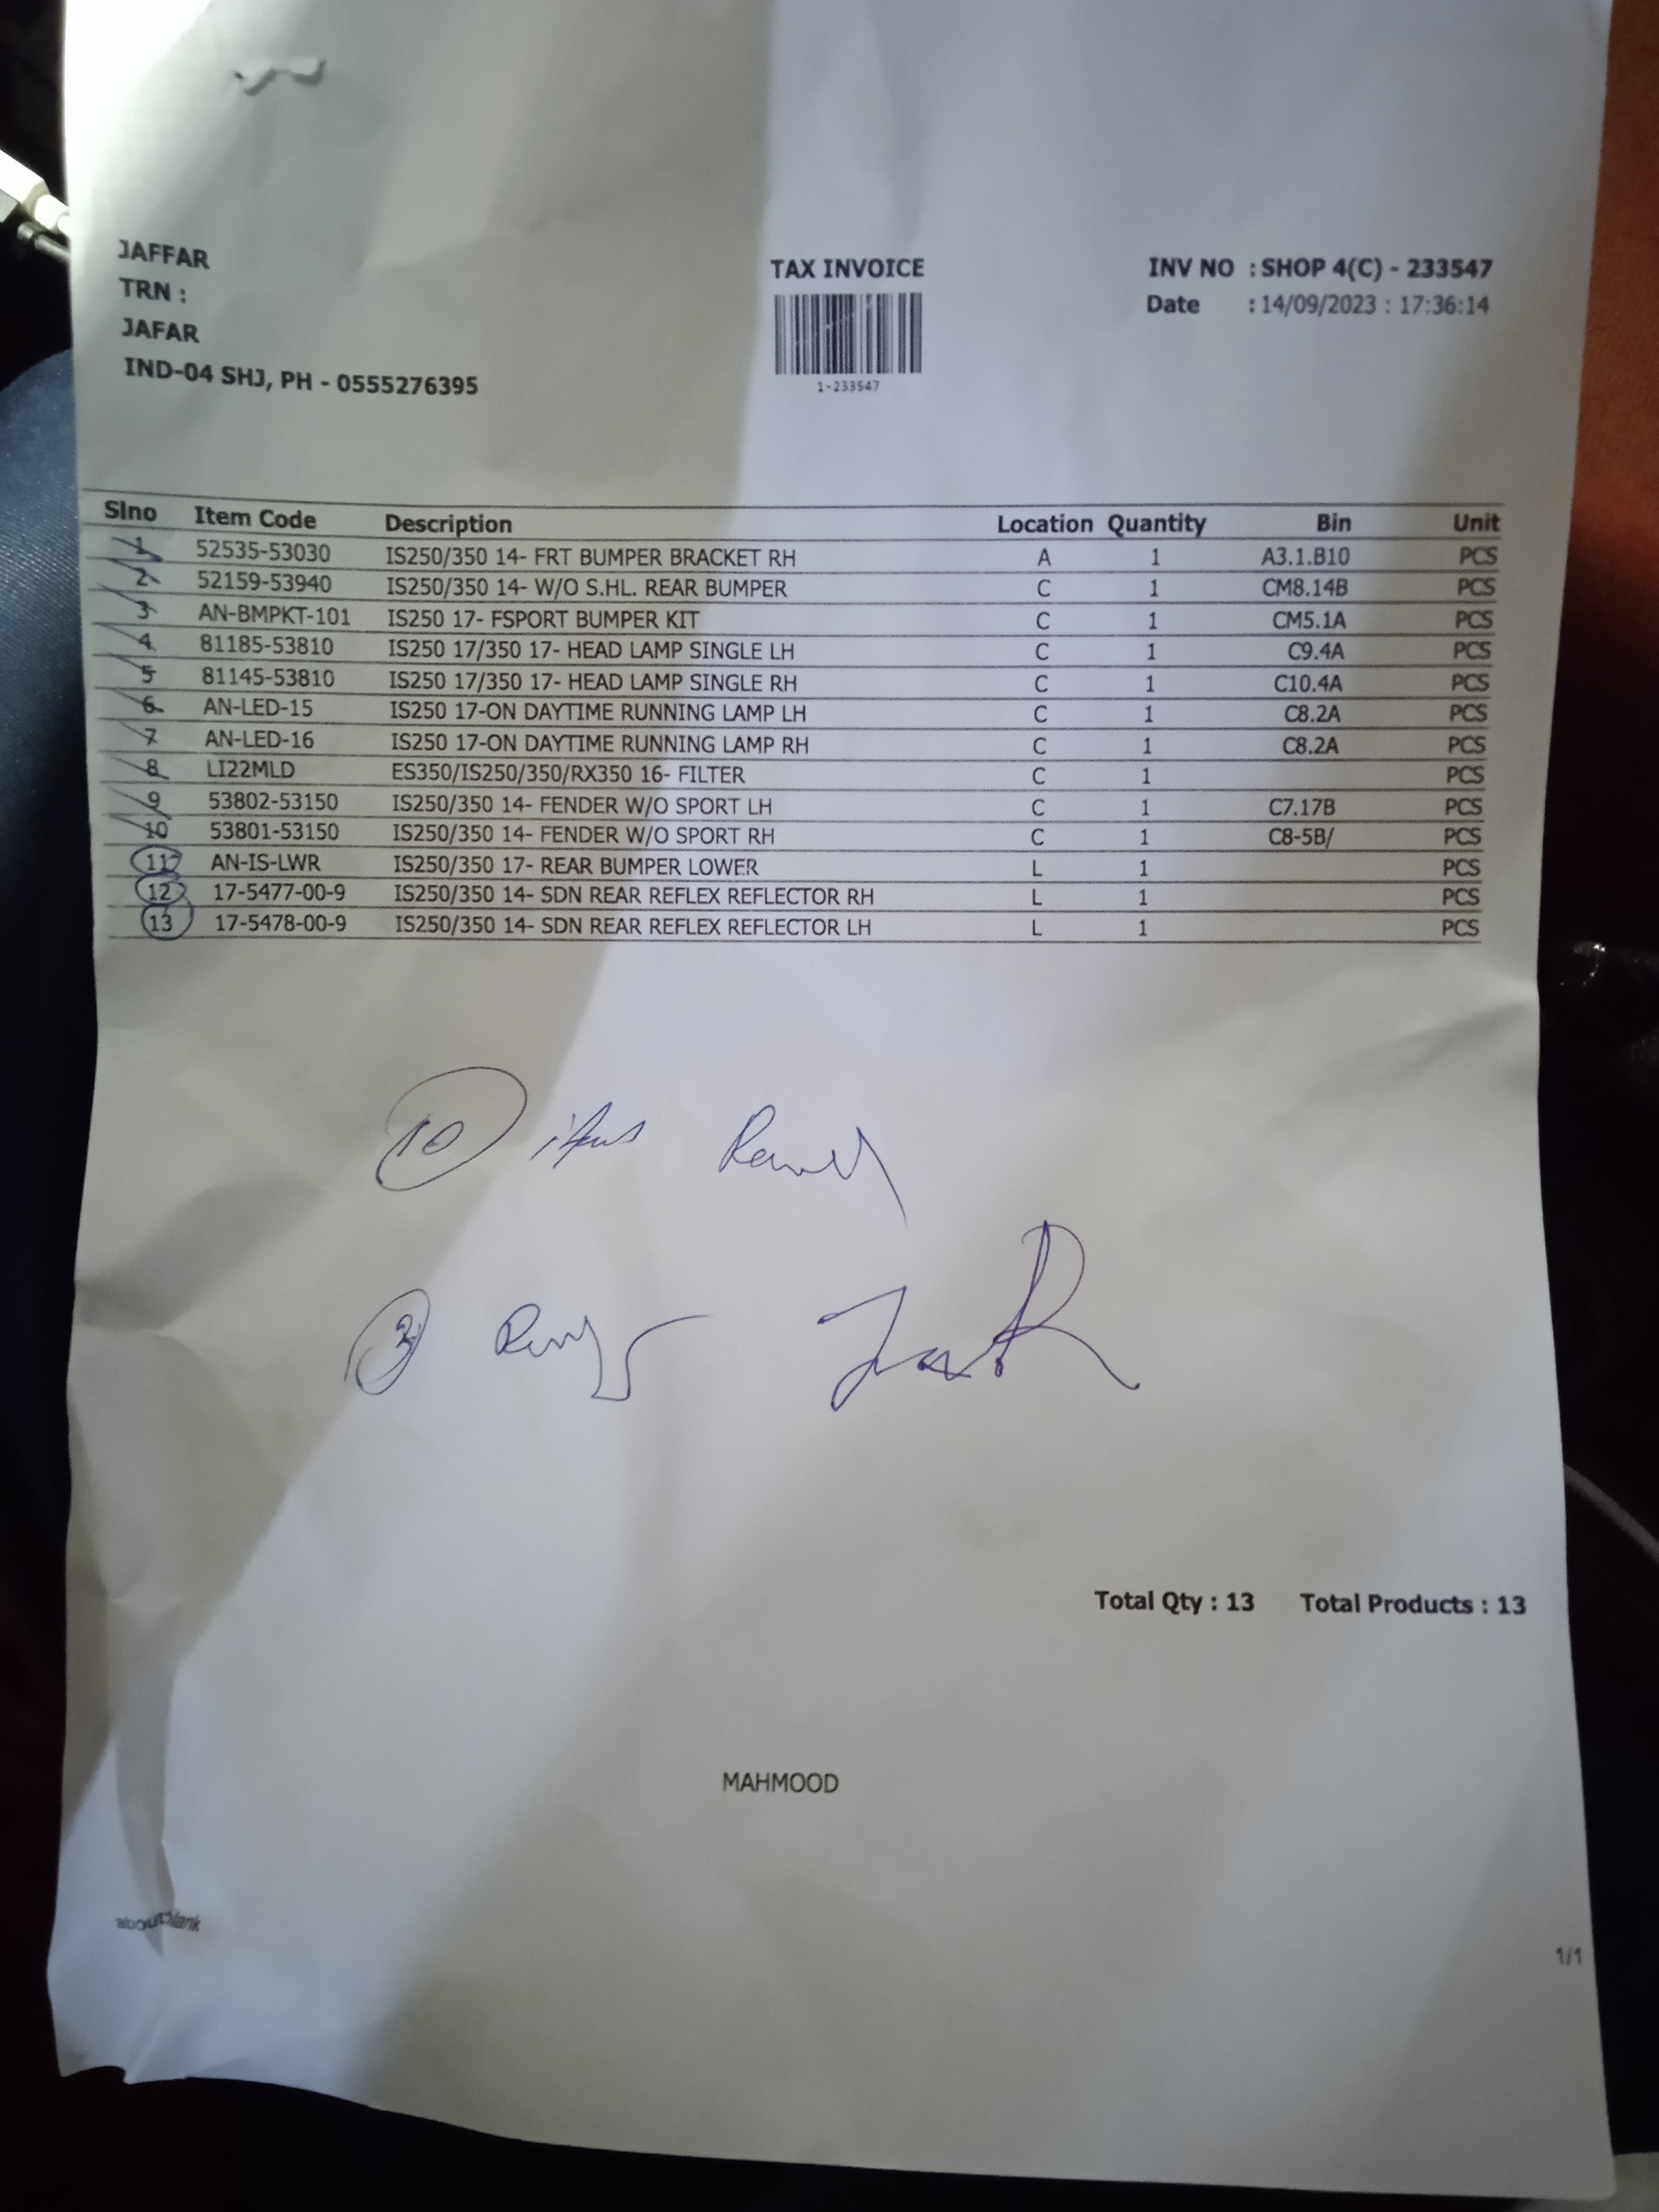 JAFFAR
TRN :
JAFAR
IND-04 SHJ, PH - 0555276395
TAX INVOICE
1-233547
INV NO : SHOP 4(C) - 233547
Date : 14/09/2023 : 17:36:14
Slno Item Code Description Location Quantity Bin Unit
1 52535-53030 IS250/350 14- FRT BUMPER BRACKET RH A 1 A3.1.B10 PCS
2 52159-53940 IS250/350 14- W/O S.HL. REAR BUMPER C 1 CM8.14B PCS
3 AN-BMPKT-101 IS250 17- FSPORT BUMPER KIT C 1 CM5.1A PCS
4 81185-53810 IS250 17/350 17- HEAD LAMP SINGLE LH C 1 C9.4A PCS
5 81145-53810 IS250 17/350 17- HEAD LAMP SINGLE RH C 1 C10.4A PCS
6 AN-LED-15 IS250 17-ON DAYTIME RUNNING LAMP LH C 1 C8.2A PCS
7 AN-LED-16 IS250 17-ON DAYTIME RUNNING LAMP RH C 1 C8.2A PCS
8 LI22MLD ES350/IS250/350/RX350 16- FILTER C 1 PCS
9 53802-53150 IS250/350 14- FENDER W/O SPORT LH C 1 C7.17B PCS
10 53801-53150 IS250/350 14- FENDER W/O SPORT RH C 1 C8-5B/ PCS
11 AN-IS-LWR IS250/350 17- REAR BUMPER LOWER L 1 PCS
12 17-5477-00-9 IS250/350 14- SDN REAR REFLEX REFLECTOR RH L 1 PCS
13 17-5478-00-9 IS250/350 14- SDN REAR REFLEX REFLECTOR LH L 1 PCS
10 items
3
Total Qty : 13 Total Products : 13
MAHMOOD
1/1